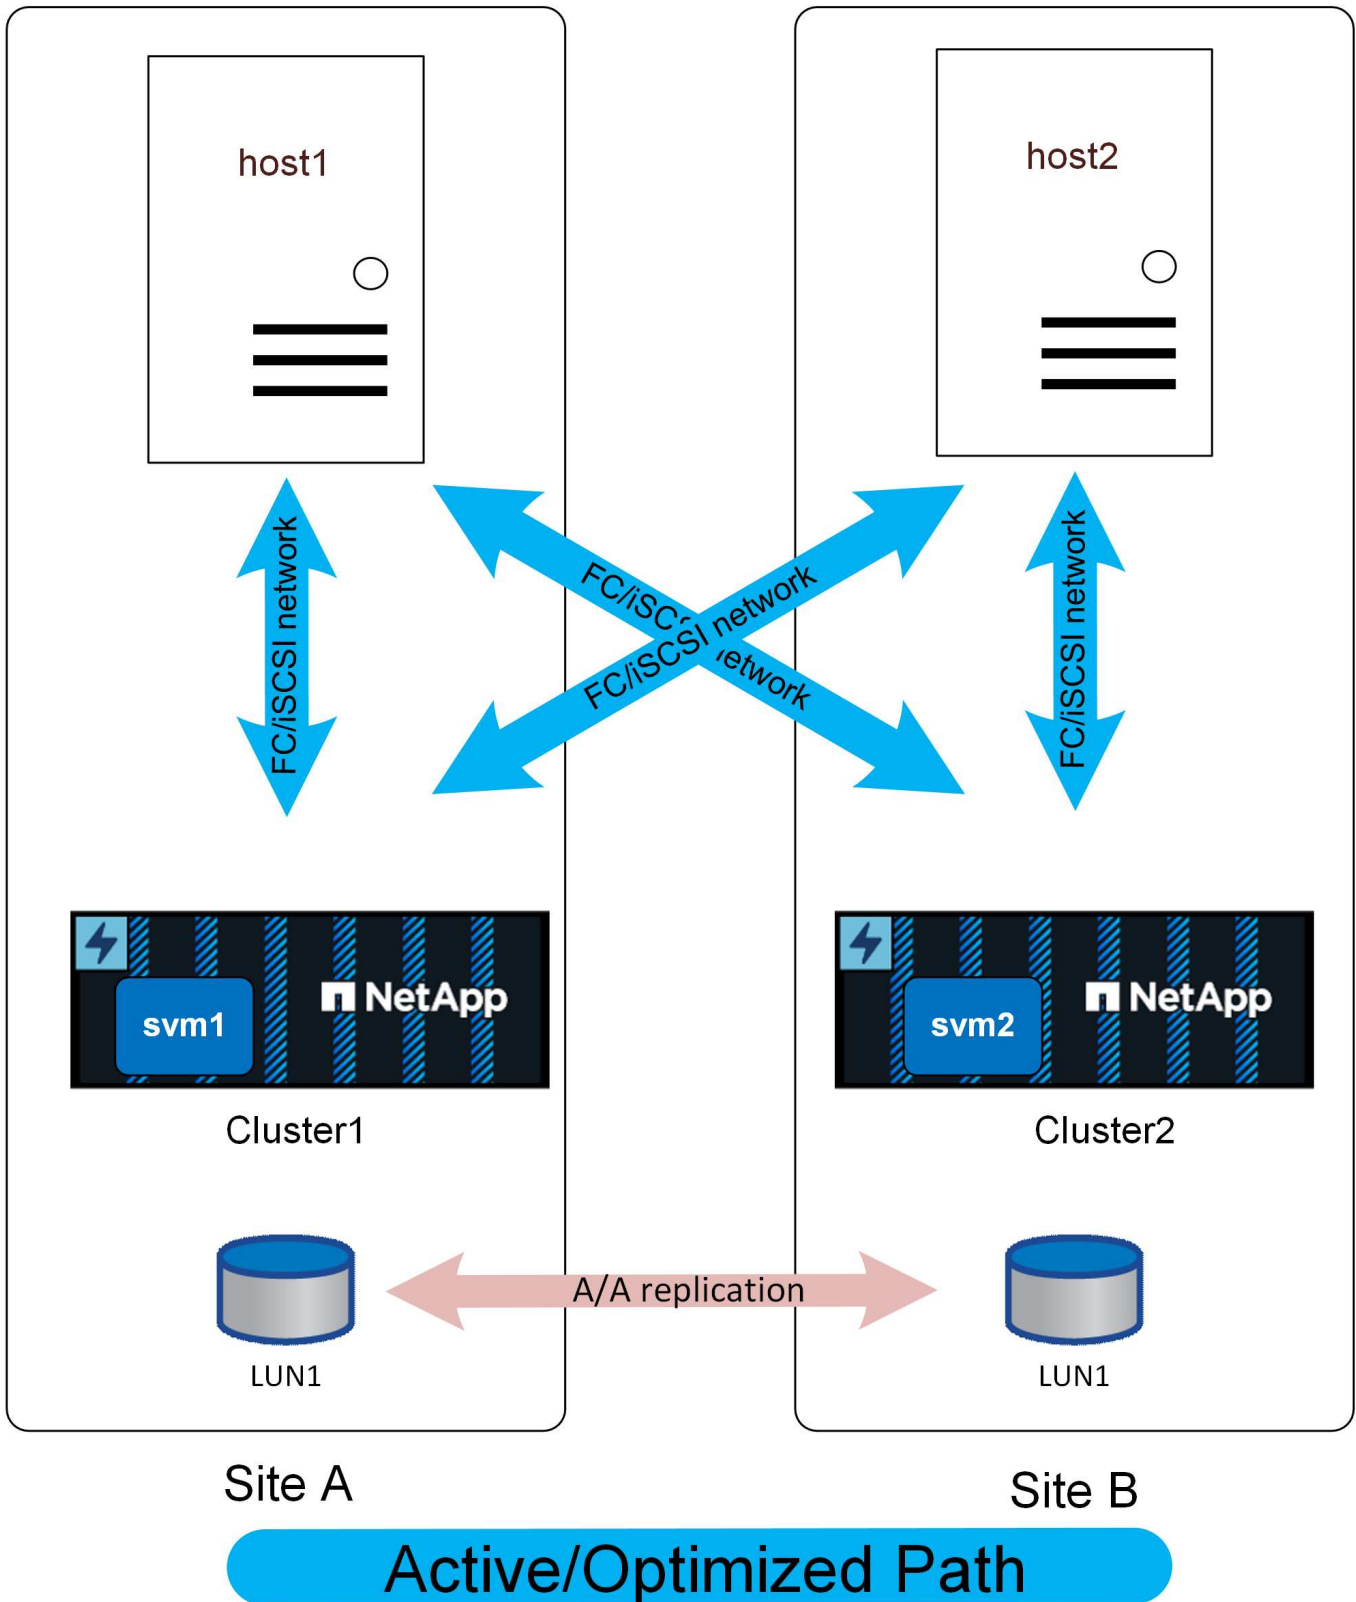 host1
host2
FC/iSCSI network
FC/iSC network
FC/iSCSI network
FC/iSCSI network
svm1
NetApp
svm2
NetApp
Cluster1
Cluster2
A/A replication
LUN1
LUN1
Site A
Site B
Active/Optimized Path